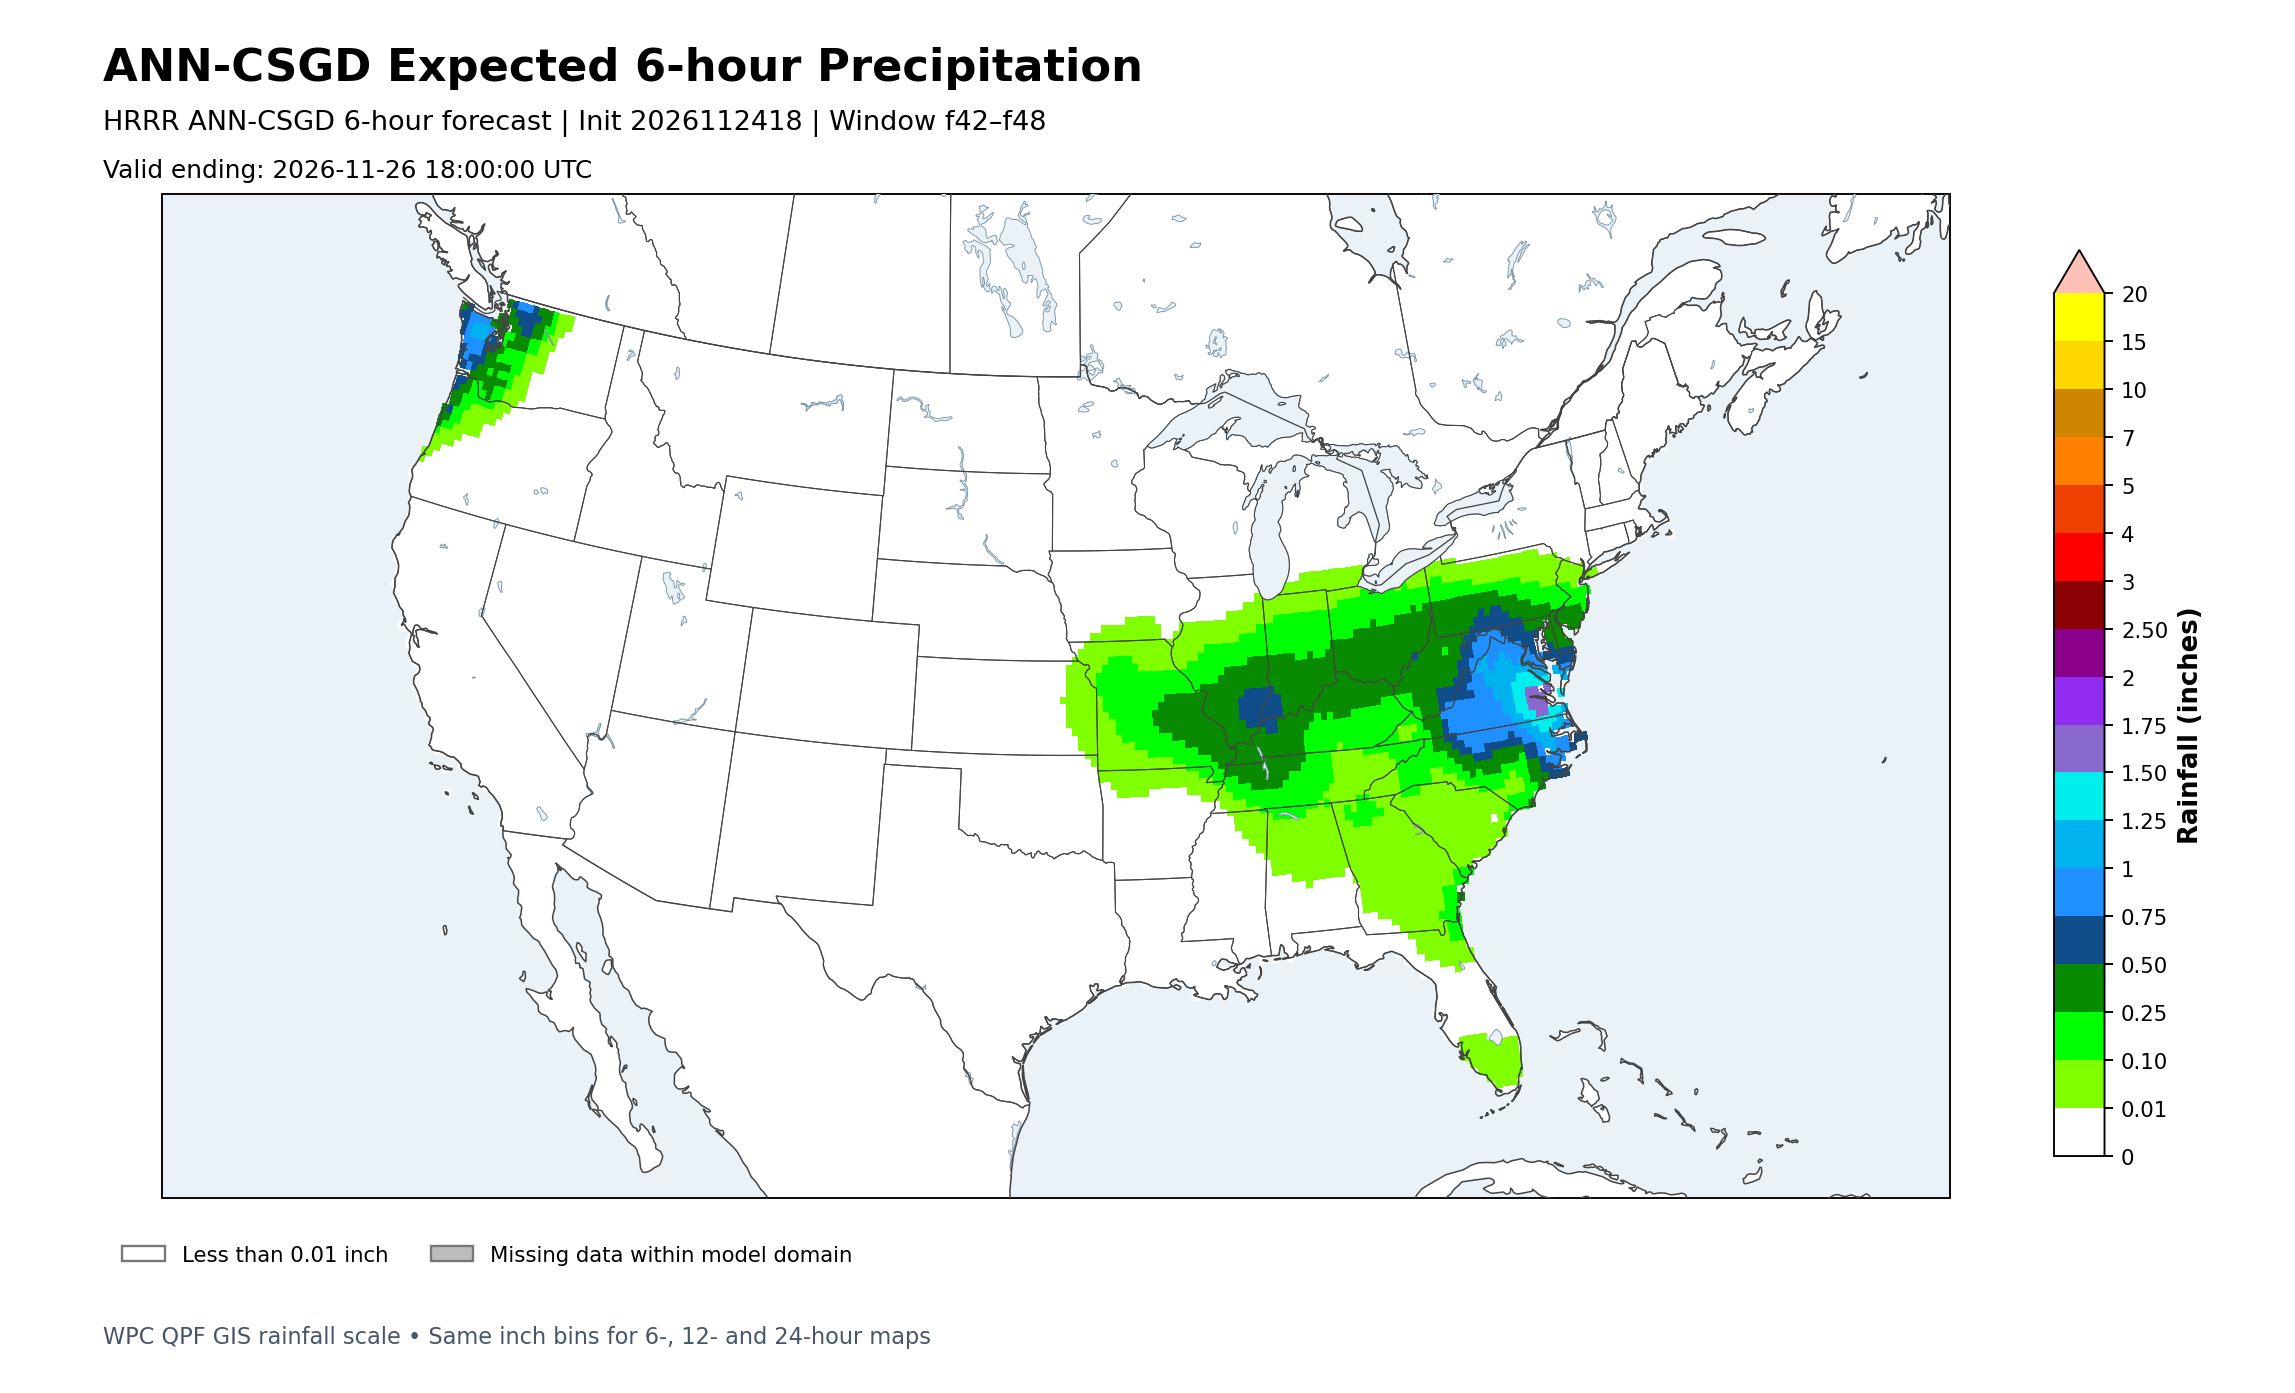 ANN-CSGD Expected 6-hour Precipitation
HRRR ANN-CSGD 6-hour forecast | Init 2026112418 | Window f42–f48
Valid ending: 2026-11-26 18:00:00 UTC
20
15
10
7
5
4
3
2.50
2
1.75
1.50
1.25
1
0.75
0.50
0.25
0.10
0.01
0
Rainfall (inches)
Less than 0.01 inch
Missing data within model domain
WPC QPF GIS rainfall scale • Same inch bins for 6-, 12- and 24-hour maps